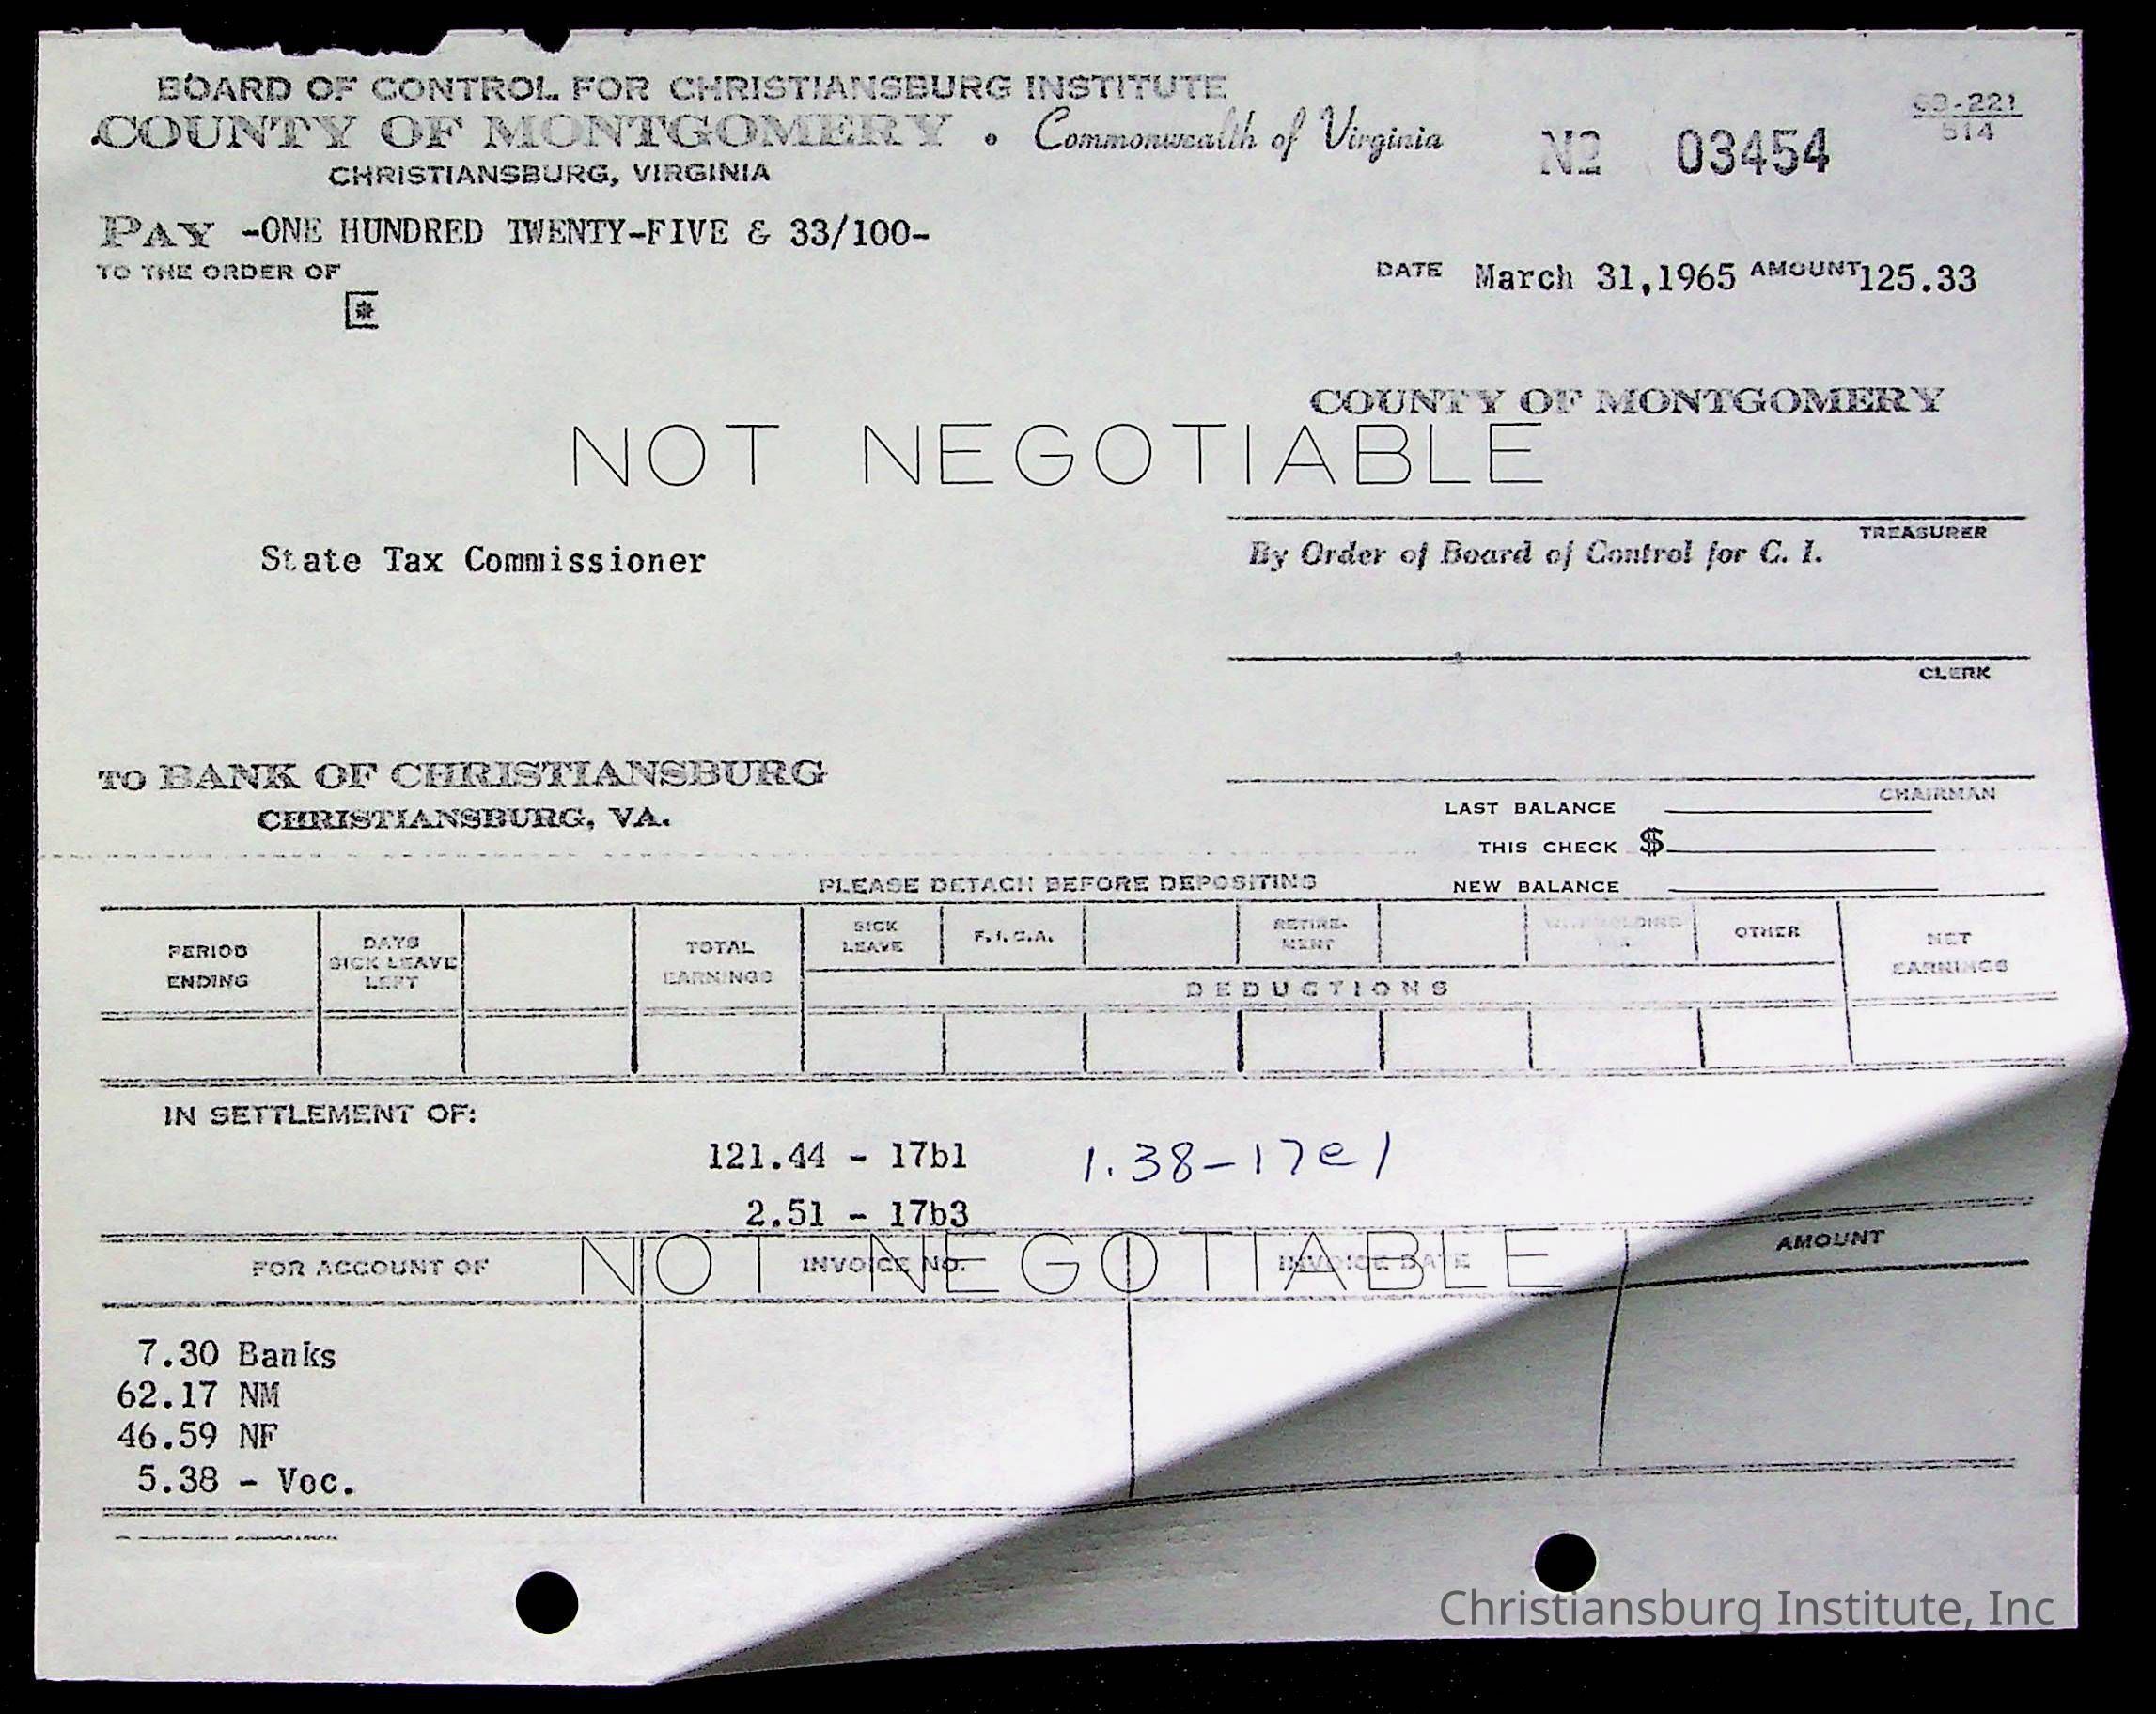 BOARD OF CONTROL FOR CHRISTIANSBURG INSTITUTE
COUNTY OF MONTGOMERY • Commonwealth of Virginia
CHRISTIANSBURG, VIRGINIA
No 03454
68-221
514
PAY -ONE HUNDRED TWENTY-FIVE & 33/100-
TO THE ORDER OF
DATE March 31,1965 AMOUNT 125.33
COUNTY OF MONTGOMERY
NOT NEGOTIABLE
TREASURER
State Tax Commissioner
By Order of Board of Control for C. I.
CLERK
TO BANK OF CHRISTIANSBURG
CHRISTIANSBURG, VA.
CHAIRMAN
LAST BALANCE
THIS CHECK $
NEW BALANCE
PLEASE DETACH BEFORE DEPOSITING
PERIOD ENDING
DAYS SICK LEAVE LEFT
TOTAL EARNINGS
SICK LEAVE
F.I.C.A.
RETIRE-MENT
WITHHOLDING TAX
OTHER
NET EARNINGS
DEDUCTIONS
IN SETTLEMENT OF:
121.44 - 17b1 1.38-17e1
2.51 - 17b3
NOT NEGOTIABLE
FOR ACCOUNT OF INVOICE NO. INVOICE DATE AMOUNT
7.30 Banks
62.17 NM
46.59 NF
5.38 - Voc.
Christiansburg Institute, Inc